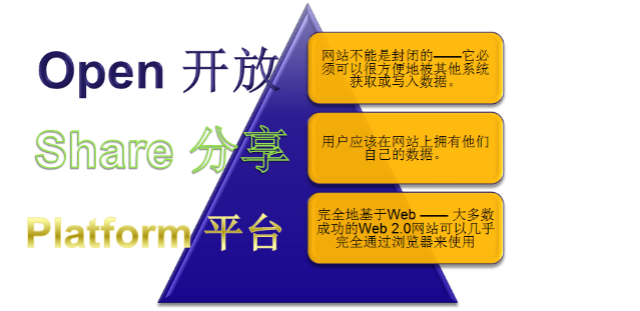 Open 开放
网站不能是封闭的——它必
须可以很方便地被其他系统
获取或写入数据。
Share 分享
用户应该在网站上拥有他们
自己的数据。
Platform 平台
完全地基于Web —— 大多数
成功的Web 2.0网站可以几乎
完全通过浏览器来使用